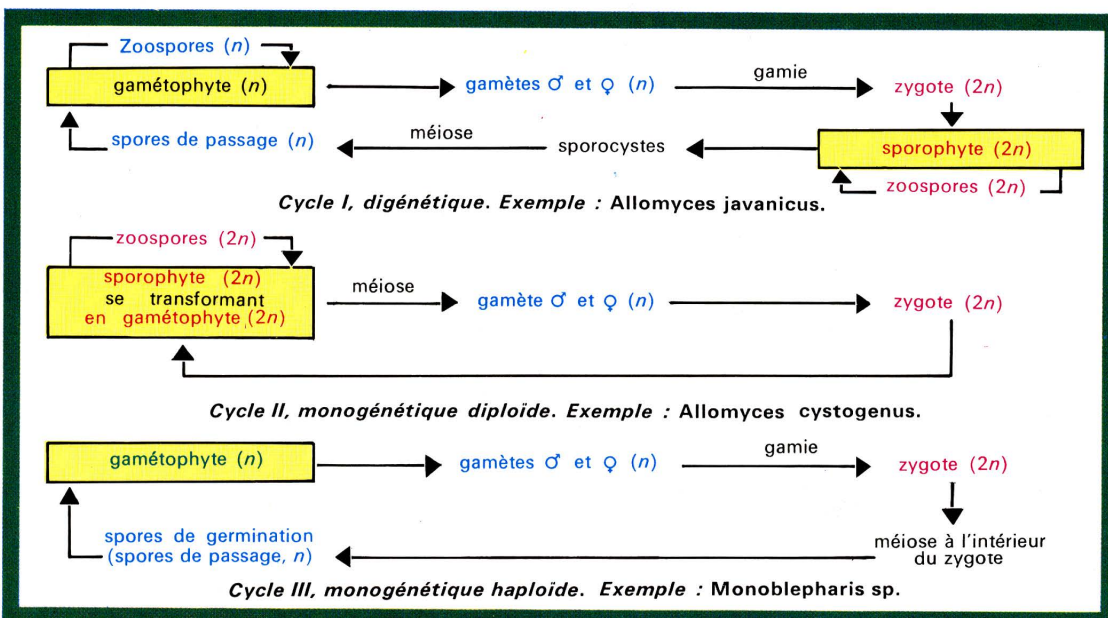 Zoospores (n)
gamétophyte (n)
gamètes ♂ et ♀ (n)
gamie
zygote (2n)
spores de passage (n)
méiose
sporocystes
sporophyte (2n)
zoospores (2n)
Cycle I, digénétique. Exemple : Allomyces javanicus.
zoospores (2n)
sporophyte (2n)
se transformant
en gamétophyte (2n)
méiose
gamète ♂ et ♀ (n)
zygote (2n)
Cycle II, monogénétique diploïde. Exemple : Allomyces cystogenus.
gamétophyte (n)
gamètes ♂ et ♀ (n)
gamie
zygote (2n)
spores de germination
(spores de passage, n)
méiose à l'intérieur
du zygote
Cycle III, monogénétique haploïde. Exemple : Monoblepharis sp.